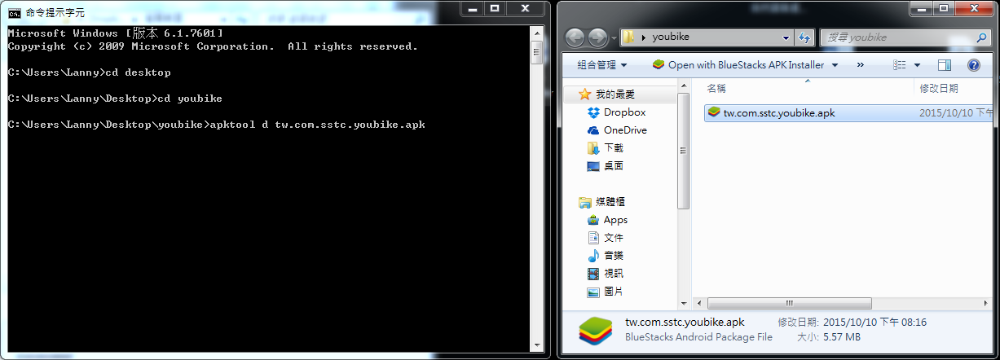 命令提示字元
Microsoft Windows [版本 6.1.7601]
Copyright (c) 2009 Microsoft Corporation.  All rights reserved.
C:\Users\Lanny>cd desktop
C:\Users\Lanny\Desktop>cd youbike
C:\Users\Lanny\Desktop\youbike>apktool d tw.com.sstc.youbike.apk
youbike
搜尋 youbike
組合管理
Open with BlueStacks APK Installer
»
我的最愛
Dropbox
OneDrive
下載
桌面
媒體櫃
Apps
文件
音樂
視訊
圖片
名稱
修改日期
tw.com.sstc.youbike.apk
2015/10/10 下午
tw.com.sstc.youbike.apk
修改日期: 2015/10/10 下午 08:16
BlueStacks Android Package File
大小: 5.57 MB